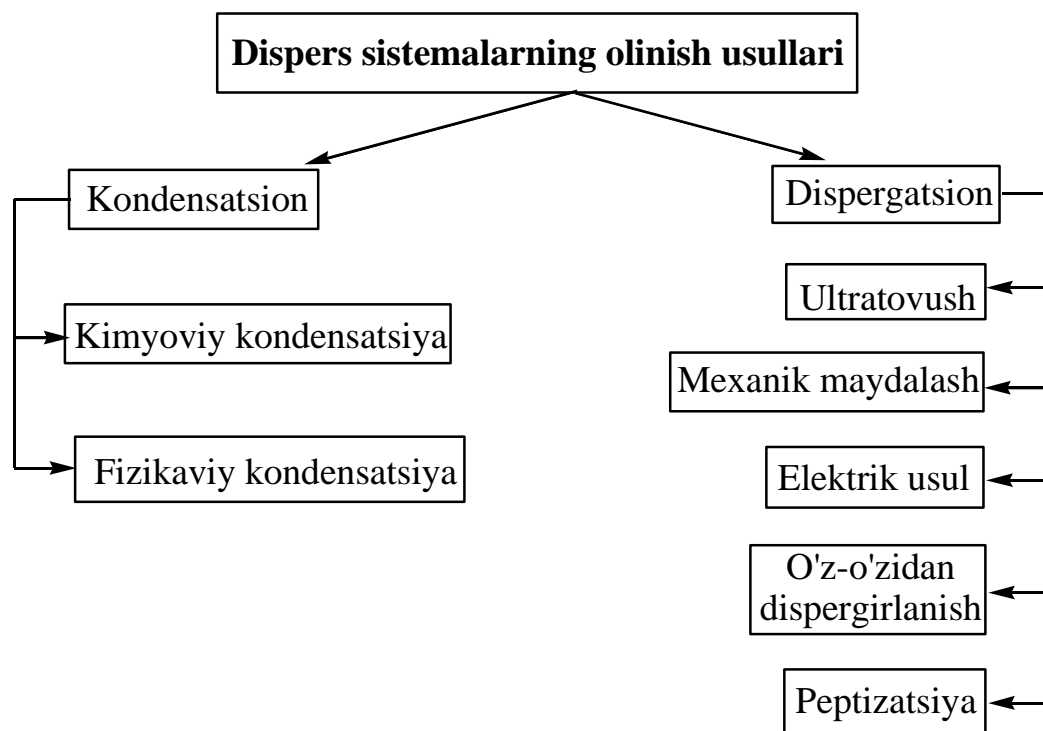 Dispers sistemalarning olinish usullari
Kondensatsion
Dispergatsion
Kimyoviy kondensatsiya
Fizikaviy kondensatsiya
Ultratovush
Mexanik maydalash
Elektrik usul
O'z-o'zidan
dispergirlanish
Peptizatsiya